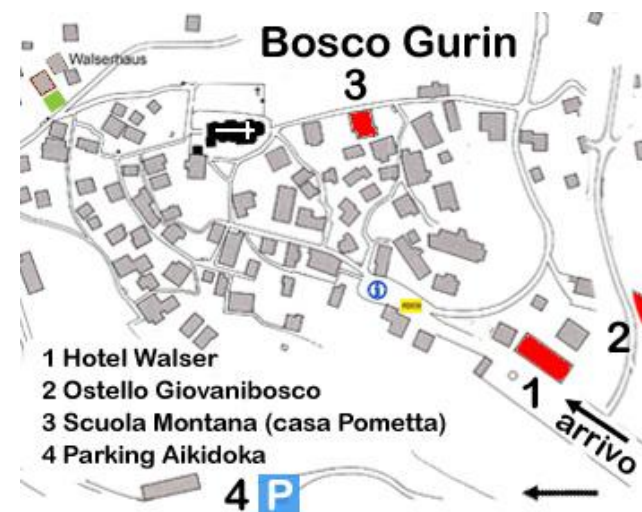 Bosco Gurin
Walserhaus
3
2
1 Hotel Walser
2 Ostello Giovanibosco
3 Scuola Montana (casa Pometta)
4 Parking Aikidoka
1
arrivo
4 P